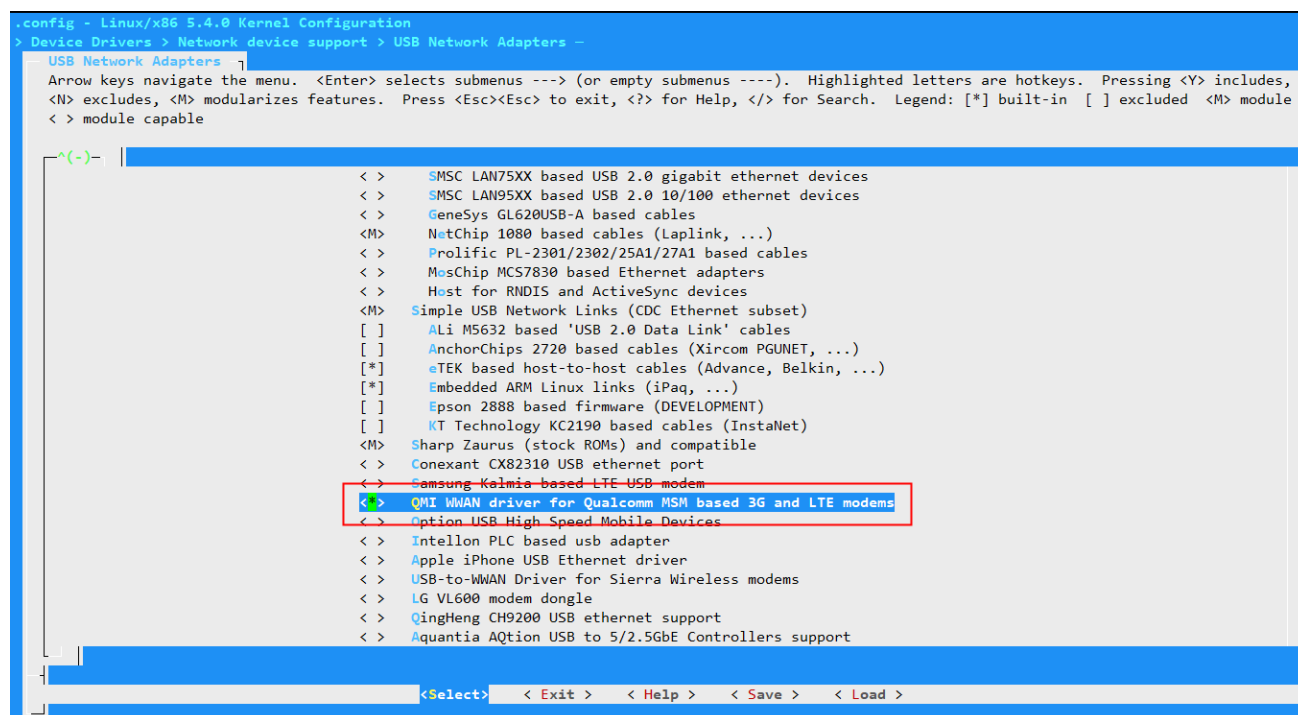 .config - Linux/x86 5.4.0 Kernel Configuration
> Device Drivers > Network device support > USB Network Adapters —
USB Network Adapters
Arrow keys navigate the menu.  <Enter> selects submenus ---> (or empty submenus ----).  Highlighted letters are hotkeys.  Pressing <Y> includes,
<N> excludes, <M> modularizes features.  Press <Esc><Esc> to exit, <?> for Help, </> for Search.  Legend: [*] built-in  [ ] excluded  <M> module
< > module capable
^(-)
< >     SMSC LAN75XX based USB 2.0 gigabit ethernet devices
< >     SMSC LAN95XX based USB 2.0 10/100 ethernet devices
< >     GeneSys GL620USB-A based cables
<M>     NetChip 1080 based cables (Laplink, ...)
< >     Prolific PL-2301/2302/25A1/27A1 based cables
< >     MosChip MCS7830 based Ethernet adapters
< >     Host for RNDIS and ActiveSync devices
<M>   Simple USB Network Links (CDC Ethernet subset)
[ ]     ALi M5632 based 'USB 2.0 Data Link' cables
[ ]     AnchorChips 2720 based cables (Xircom PGUNET, ...)
[*]     eTEK based host-to-host cables (Advance, Belkin, ...)
[*]     Embedded ARM Linux links (iPaq, ...)
[ ]     Epson 2888 based firmware (DEVELOPMENT)
[ ]     KT Technology KC2190 based cables (InstaNet)
<M>   Sharp Zaurus (stock ROMs) and compatible
< >   Conexant CX82310 USB ethernet port
< >   Samsung Kalmia based LTE USB modem
<*>   QMI WWAN driver for Qualcomm MSM based 3G and LTE modems
< >   Option USB High Speed Mobile Devices
< >   Intellon PLC based usb adapter
< >   Apple iPhone USB Ethernet driver
< >   USB-to-WWAN Driver for Sierra Wireless modems
< >   LG VL600 modem dongle
< >   QingHeng CH9200 USB ethernet support
< >   Aquantia AQtion USB to 5/2.5GbE Controllers support
<Select>    < Exit >    < Help >    < Save >    < Load >